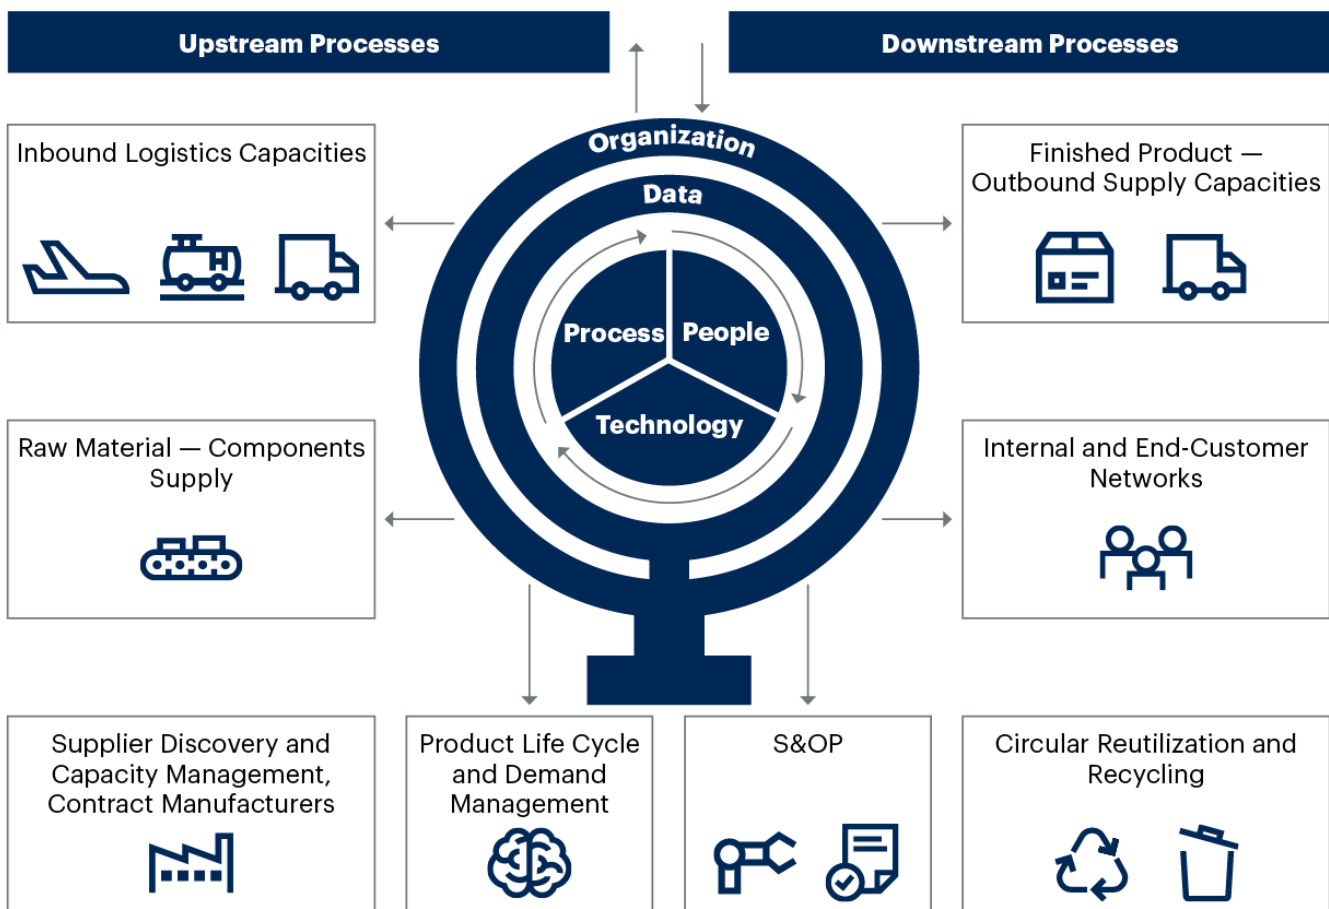 Upstream Processes
Downstream Processes
Inbound Logistics Capacities
Organization
Data
Process
People
Technology
Finished Product —
Outbound Supply Capacities
Raw Material — Components
Supply
Internal and End-Customer
Networks
Supplier Discovery and
Capacity Management,
Contract Manufacturers
Product Life Cycle
and Demand
Management
S&OP
Circular Reutilization and
Recycling